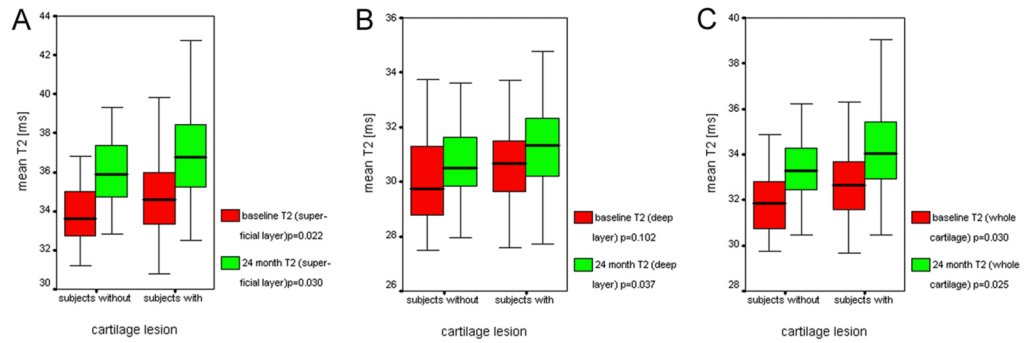 A
44
42
40
38
36
34
32
30
mean T2 [ms]
subjects without
subjects with
cartilage lesion
baseline T2 (super-
ficial layer)p=0.022
24 month T2 (super-
ficial layer)p=0.030
B
36
34
32
30
28
26
mean T2 [ms]
subjects without
subjects with
cartilage lesion
baseline T2 (deep
layer) p=0.102
24 month T2 (deep
layer) p=0.037
C
40
38
36
34
32
30
28
mean T2 [ms]
subjects without
subjects with
cartilage lesion
baseline T2 (whole
cartilage) p=0.030
24 month T2 (whole
cartilage) p=0.025